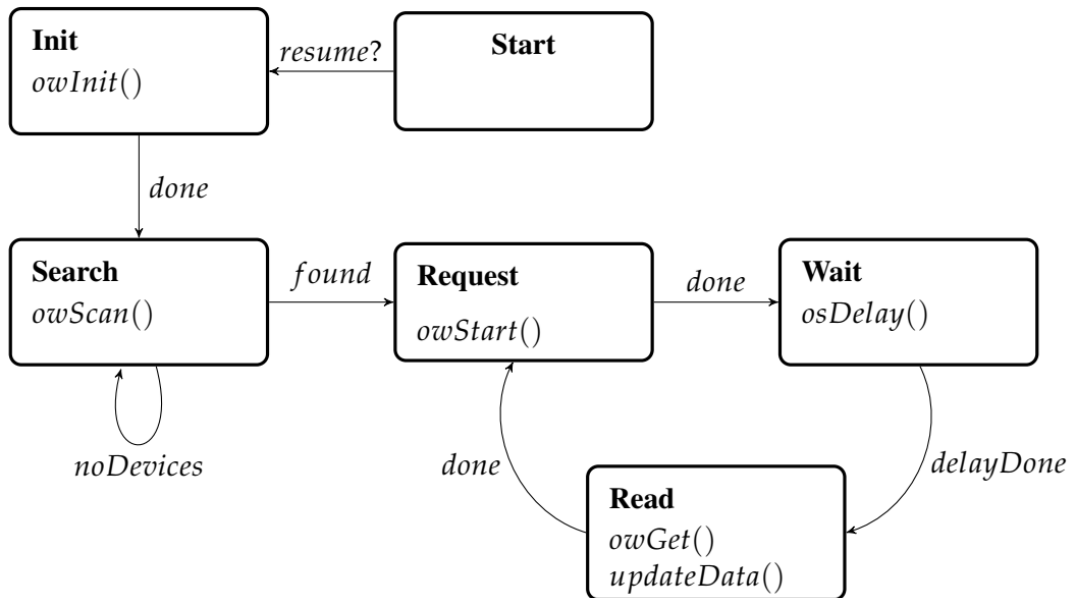 Init
owInit()
resume?
Start
done
Search
owScan()
found
Request
owStart()
done
Wait
osDelay()
noDevices
done
Read
owGet()
updateData()
delayDone